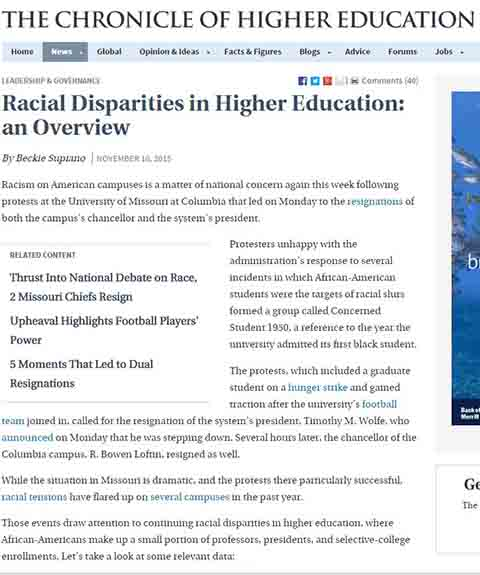 THE CHRONICLE OF HIGHER EDUCATION
Home News Global Opinion & Ideas Facts & Figures Blogs Advice Forums Jobs
LEADERSHIP & GOVERNANCE
Comments (40)
Racial Disparities in Higher Education:
an Overview
By Beckie Supiano | NOVEMBER 10, 2015
Racism on American campuses is a matter of national concern again this week following
protests at the University of Missouri at Columbia that led on Monday to the resignations of
both the campus's chancellor and the system's president.
RELATED CONTENT
Thrust Into National Debate on Race,
2 Missouri Chiefs Resign
Upheaval Highlights Football Players'
Power
5 Moments That Led to Dual
Resignations
Protesters unhappy with the
administration's response to several
incidents in which African-American
students were the targets of racial slurs
formed a group called Concerned
Student 1950, a reference to the year the
university admitted its first black student.
The protests, which included a graduate
student on a hunger strike and gained
traction after the university's football
team joined in, called for the resignation of the system's president, Timothy M. Wolfe, who
announced on Monday that he was stepping down. Several hours later, the chancellor of the
Columbia campus, R. Bowen Loftin, resigned as well.
While the situation in Missouri is dramatic, and the protests there particularly successful,
racial tensions have flared up on several campuses in the past year.
Those events draw attention to continuing racial disparities in higher education, where
African-Americans make up a small portion of professors, presidents, and selective-college
enrollments. Let's take a look at some relevant data:
Bank of
Merrill
The